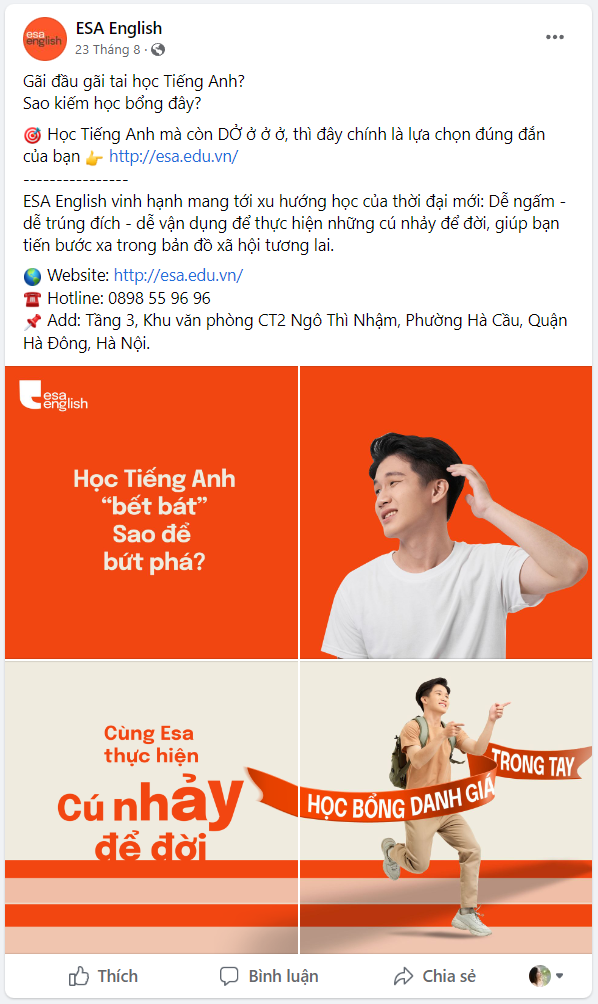 esa
english
ESA English
23 Tháng 8
Gãi đầu gãi tai học Tiếng Anh?
Sao kiếm học bổng đây?
Học Tiếng Anh mà còn DỞ ở ở ở, thì đây chính là lựa chọn đúng đắn
của bạn http://esa.edu.vn/
----------------
ESA English vinh hạnh mang tới xu hướng học của thời đại mới: Dễ ngấm -
dễ trúng đích - dễ vận dụng để thực hiện những cú nhảy để đời, giúp bạn
tiến bước xa trong bản đồ xã hội tương lai.
Website: http://esa.edu.vn/
Hotline: 0898 55 96 96
Add: Tầng 3, Khu văn phòng CT2 Ngô Thì Nhậm, Phường Hà Cầu, Quận
Hà Đông, Hà Nội.
esa
english
Học Tiếng Anh
“bết bát”
Sao để
bứt phá?
Cùng Esa
thực hiện
Cú nhảy
để đời
HỌC BỔNG DANH GIÁ
TRONG TAY
Thích
Bình luận
Chia sẻ